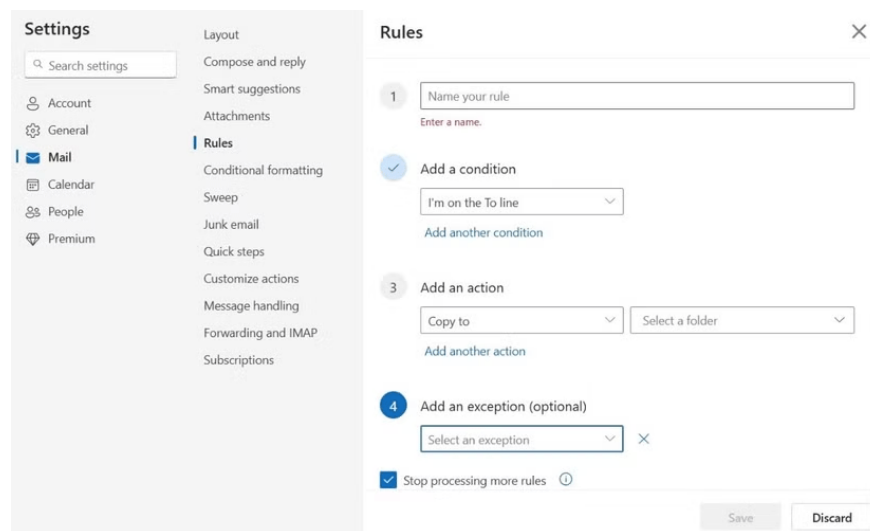 Settings
Search settings
Account
General
Mail
Calendar
People
Premium
Layout
Compose and reply
Smart suggestions
Attachments
Rules
Conditional formatting
Sweep
Junk email
Quick steps
Customize actions
Message handling
Forwarding and IMAP
Subscriptions
Rules
1 Name your rule
Enter a name.
Add a condition
I'm on the To line
Add another condition
3 Add an action
Copy to Select a folder
Add another action
4 Add an exception (optional)
Select an exception
Stop processing more rules
Save Discard